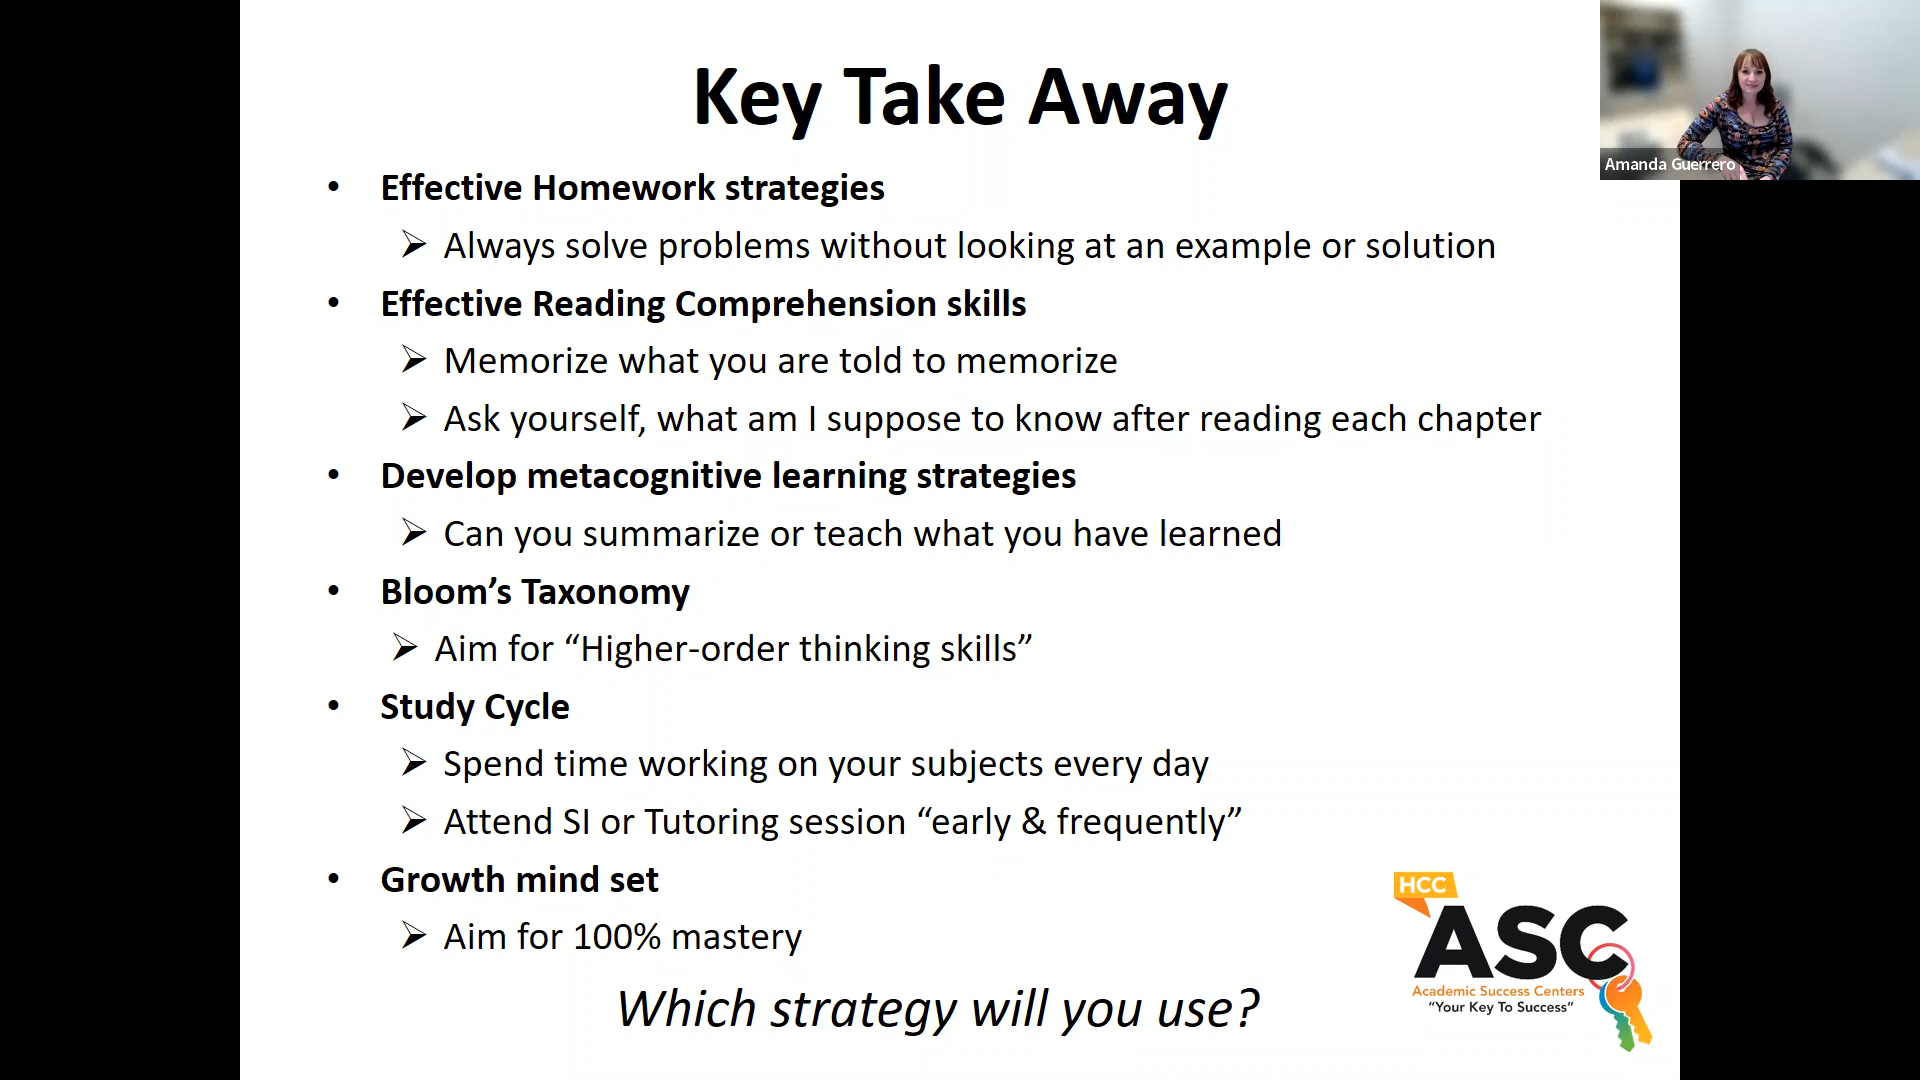 Key Take Away
Amanda Guerrero
• Effective Homework strategies
➢ Always solve problems without looking at an example or solution
• Effective Reading Comprehension skills
➢ Memorize what you are told to memorize
➢ Ask yourself, what am I suppose to know after reading each chapter
• Develop metacognitive learning strategies
➢ Can you summarize or teach what you have learned
• Bloom’s Taxonomy
➢ Aim for “Higher-order thinking skills”
• Study Cycle
➢ Spend time working on your subjects every day
➢ Attend SI or Tutoring session “early & frequently”
• Growth mind set
➢ Aim for 100% mastery
Which strategy will you use?
HCC
ASC
Academic Success Centers
“Your Key To Success”